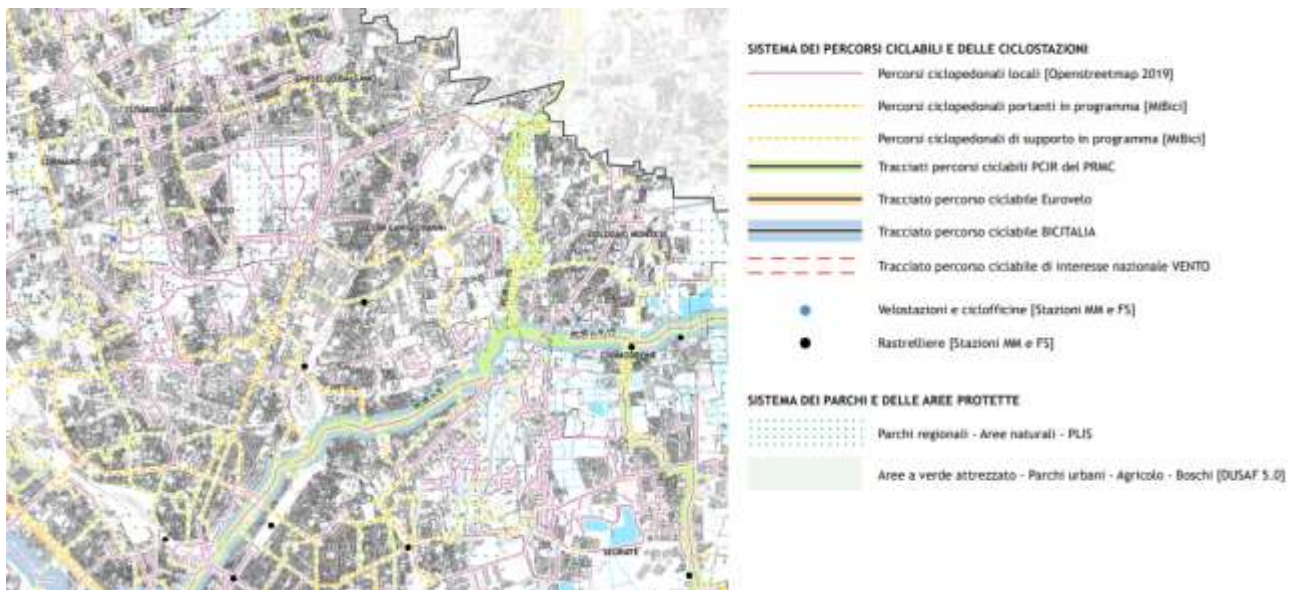 SISTEMA DEI PERCORSI CICLABILI E DELLE CICLOSTAZIONI
Percorsi ciclopedonali locali [Openstreetmap 2019]
Percorsi ciclopedonali portanti in programma [MiBici]
Percorsi ciclopedonali di supporto in programma [MiBici]
Tracciati percorsi ciclabili PCIR del PRMC
Tracciato percorso ciclabile Eurovelo
Tracciato percorso ciclabile BICITALIA
Tracciato percorso ciclabile di interesse nazionale VENTO
Velostazioni e ciclofficine [Stazioni MM e FS]
Rastrelliere [Stazioni MM e FS]
SISTEMA DEI PARCHI E DELLE AREE PROTETTE
Parchi regionali - Aree naturali - PLIS
Aree a verde attrezzato - Parchi urbani - Agricolo - Boschi [DUSAF 5.0]
COLOGNO MONZESE
SEGRATE